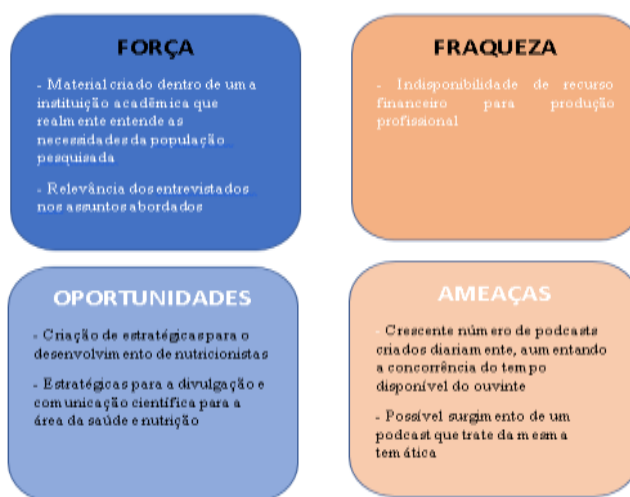 FORÇA
- Material criado dentro de uma
instituição acadêmica que
realmente entende as
necessidades da população
pesquisada
- Relevância dos entrevistados
nos assuntos abordados
FRAQUEZA
- Indisponibilidade de recurso
financeiro para produção
profissional
OPORTUNIDADES
- Criação de estratégicas para o
desenvolvimento de nutricionistas
- Estratégicas para a divulgação e
comunicação científica para a
área da saúde e nutrição
AMEAÇAS
- Crescente número de podcasts
criados diariamente, aumentando
a concorrência do tempo
disponível do ouvinte
- Possível surgimento de um
podcast que trate da mesma
temática